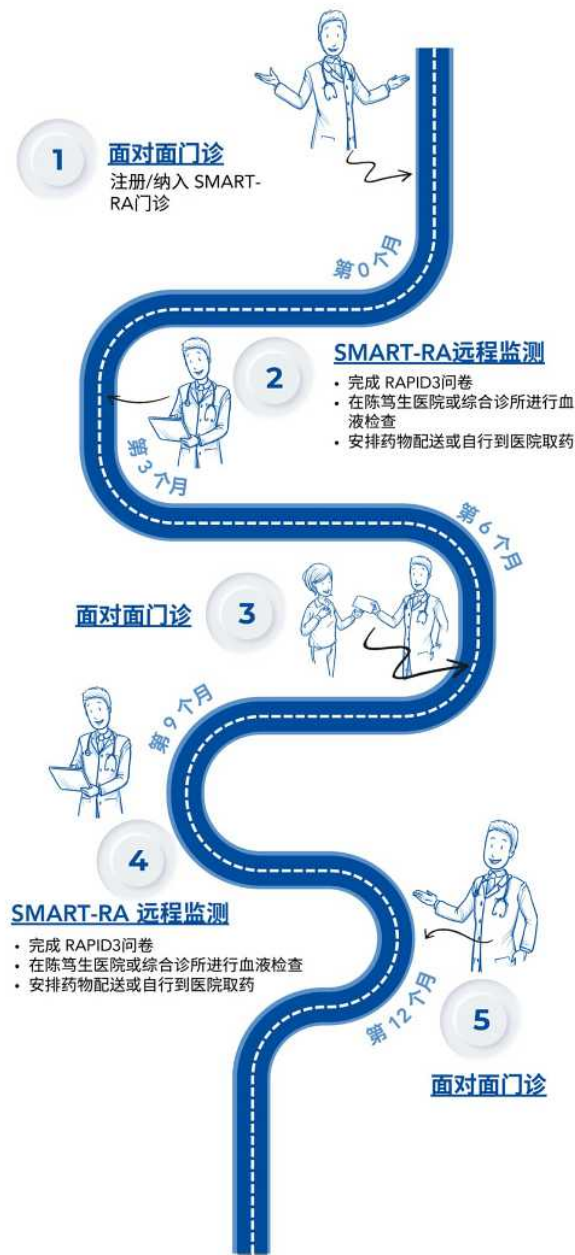 1
面对面门诊
注册/纳入 SMART-
RA门诊
第 0 个月
2
SMART-RA远程监测
• 完成 RAPID3问卷
• 在陈笃生医院或综合诊所进行血
液检查
• 安排药物配送或自行到医院取药
第 3 个月
第 6 个月
3
面对面门诊
第 9 个月
4
SMART-RA 远程监测
• 完成 RAPID3问卷
• 在陈笃生医院或综合诊所进行血液检查
• 安排药物配送或自行到医院取药
第 12 个月
5
面对面门诊